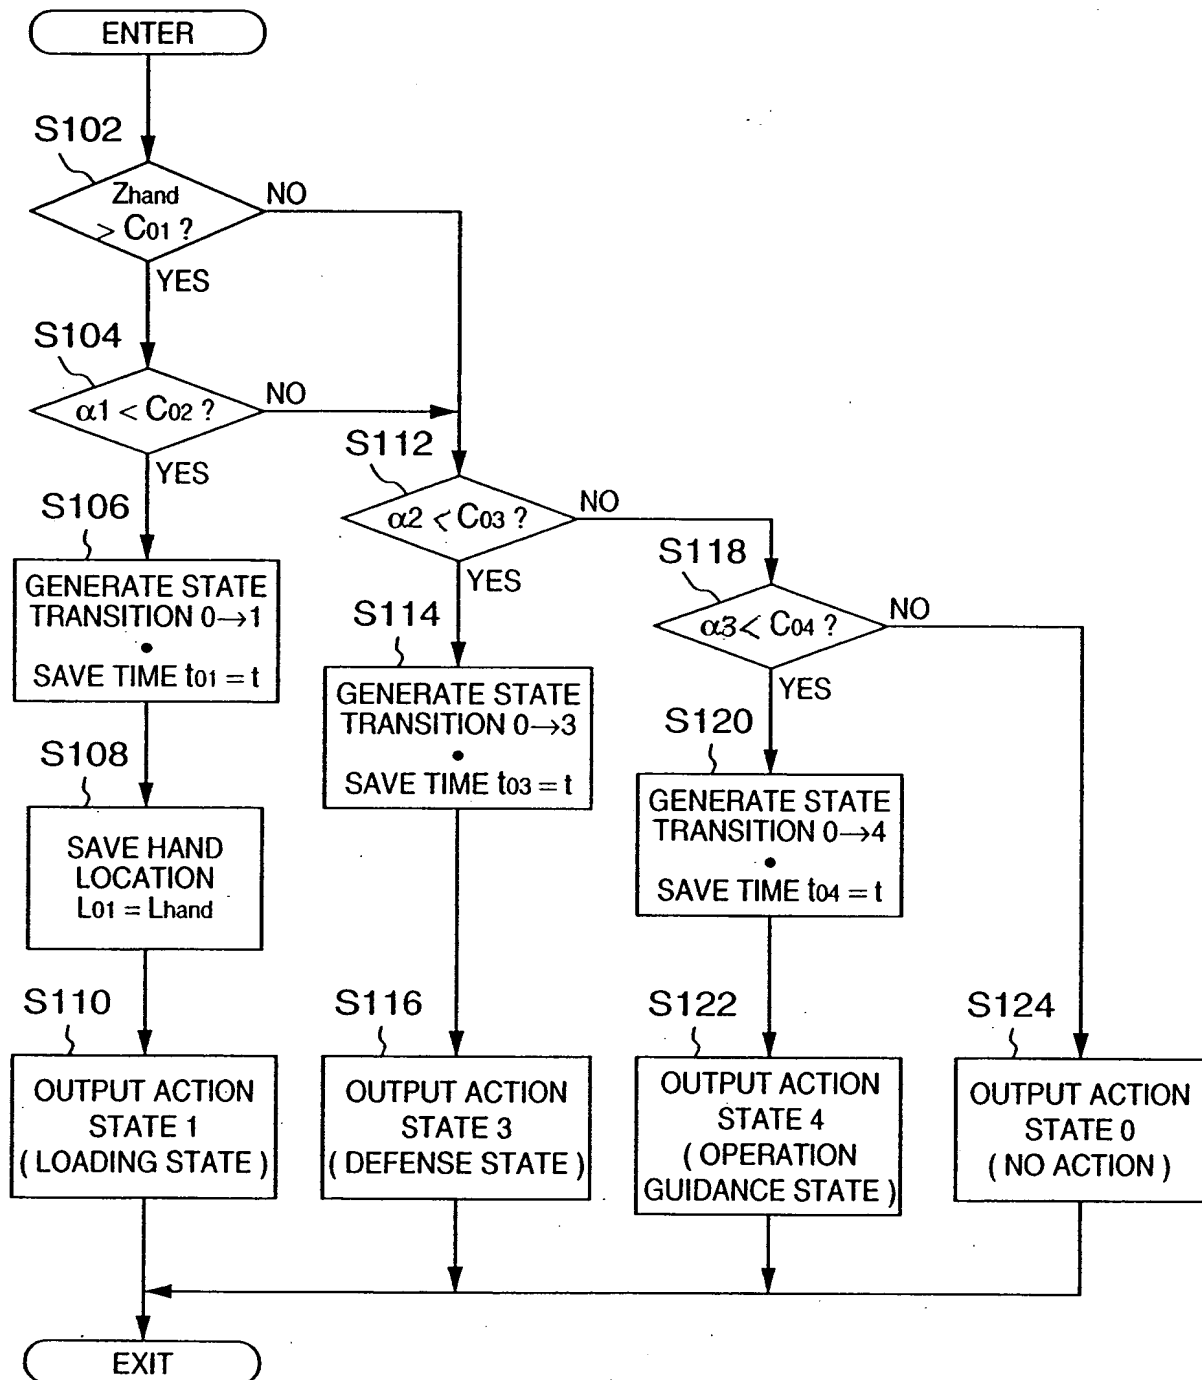 ENTER
S102
Zhand
> C01 ?
NO
YES
S104
α1 < C02 ?
NO
YES
S112
α2 < C03 ?
NO
YES
S106
GENERATE STATE
TRANSITION 0→1
•
SAVE TIME t01 = t
S118
α3 < C04 ?
NO
YES
S114
GENERATE STATE
TRANSITION 0→3
•
SAVE TIME t03 = t
S108
SAVE HAND
LOCATION
L01 = Lhand
S120
GENERATE STATE
TRANSITION 0→4
•
SAVE TIME t04 = t
S110
OUTPUT ACTION
STATE 1
( LOADING STATE )
S116
OUTPUT ACTION
STATE 3
( DEFENSE STATE )
S122
OUTPUT ACTION
STATE 4
( OPERATION
GUIDANCE STATE )
S124
OUTPUT ACTION
STATE 0
( NO ACTION )
EXIT